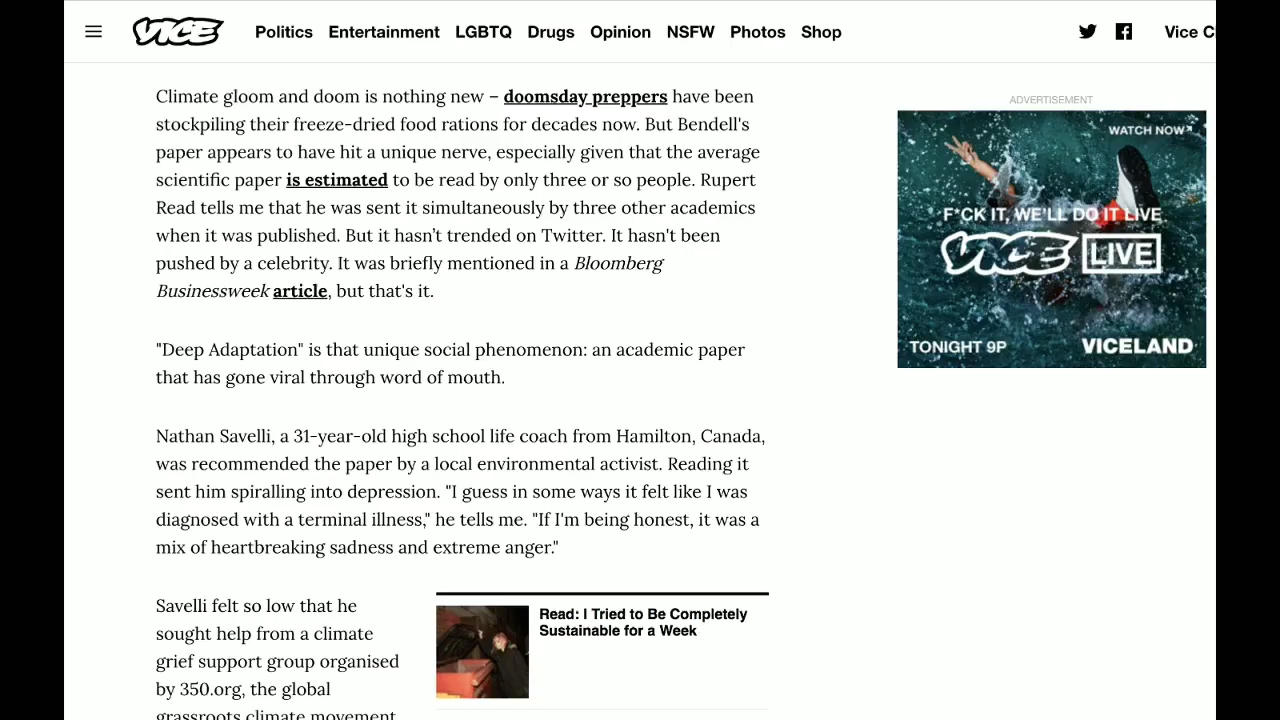 VICE Politics Entertainment LGBTQ Drugs Opinion NSFW Photos Shop Vice C
Climate gloom and doom is nothing new – doomsday preppers have been
stockpiling their freeze-dried food rations for decades now. But Bendell's
paper appears to have hit a unique nerve, especially given that the average
scientific paper is estimated to be read by only three or so people. Rupert
Read tells me that he was sent it simultaneously by three other academics
when it was published. But it hasn’t trended on Twitter. It hasn't been
pushed by a celebrity. It was briefly mentioned in a Bloomberg
Businessweek article, but that's it.
"Deep Adaptation" is that unique social phenomenon: an academic paper
that has gone viral through word of mouth.
Nathan Savelli, a 31-year-old high school life coach from Hamilton, Canada,
was recommended the paper by a local environmental activist. Reading it
sent him spiralling into depression. "I guess in some ways it felt like I was
diagnosed with a terminal illness," he tells me. "If I'm being honest, it was a
mix of heartbreaking sadness and extreme anger."
Savelli felt so low that he
sought help from a climate
grief support group organised
by 350.org, the global
grassroots climate movement
Read: I Tried to Be Completely
Sustainable for a Week
ADVERTISEMENT
WATCH NOW
F*CK IT, WE'LL DO IT LIVE
VICE LIVE
TONIGHT 9P VICELAND